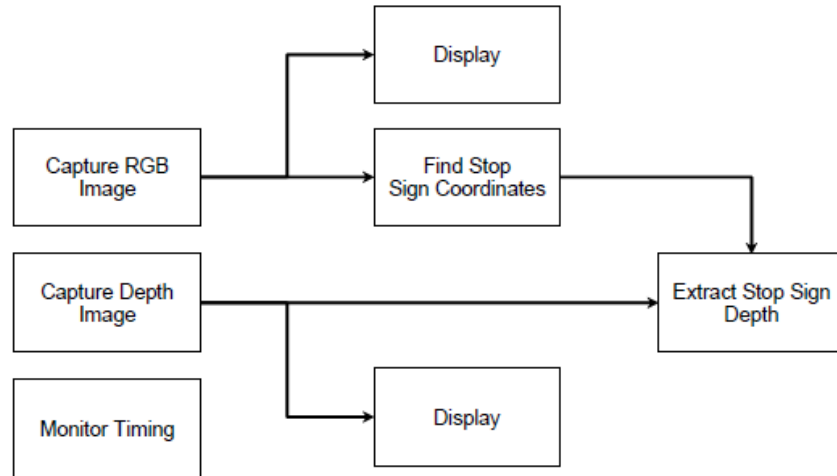 Display
Capture RGB
Image
Find Stop
Sign Coordinates
Capture Depth
Image
Extract Stop Sign
Depth
Monitor Timing
Display